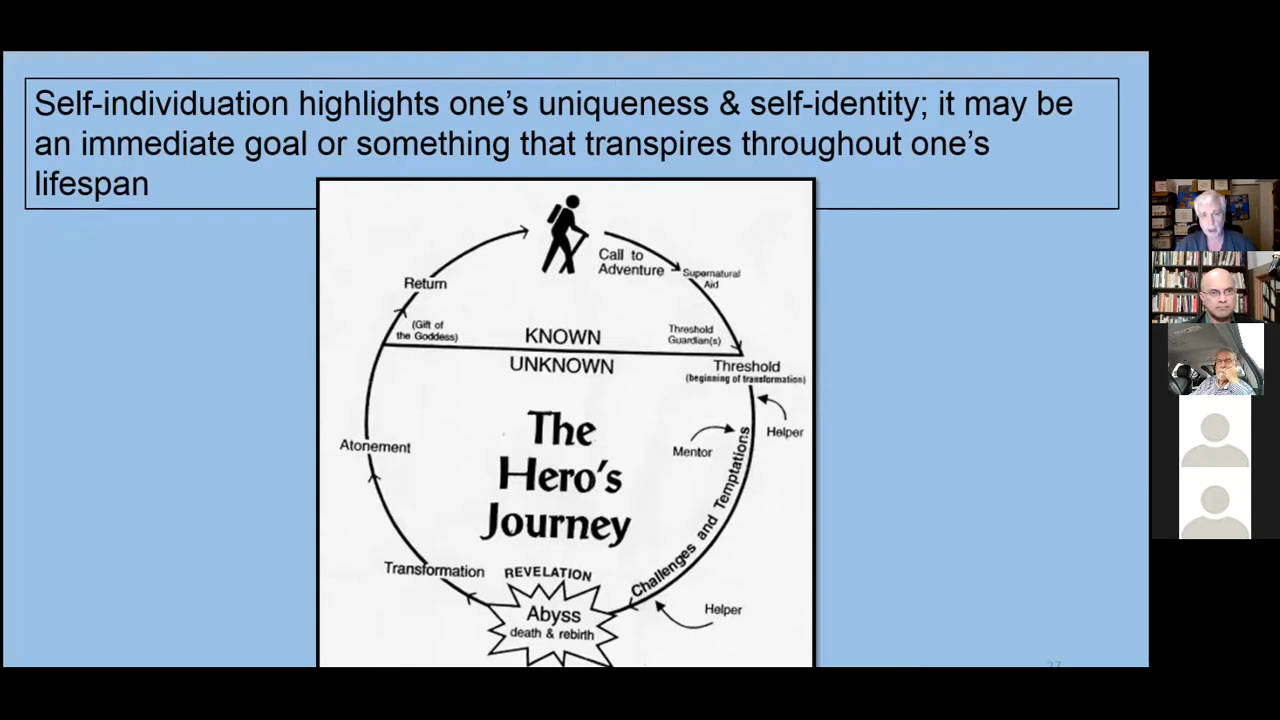 Self-individuation highlights one’s uniqueness & self-identity; it may be
an immediate goal or something that transpires throughout one’s
lifespan
Call to
Adventure
Supernatural
Aid
Return
(Gift of
the Goddess)
KNOWN
Threshold
Guardian(s)
UNKNOWN
Threshold
(beginning of transformation)
The
Hero’s
Journey
Helper
Mentor
Atonement
Challenges and Temptations
Transformation
REVELATION
Abyss
death & rebirth
Helper